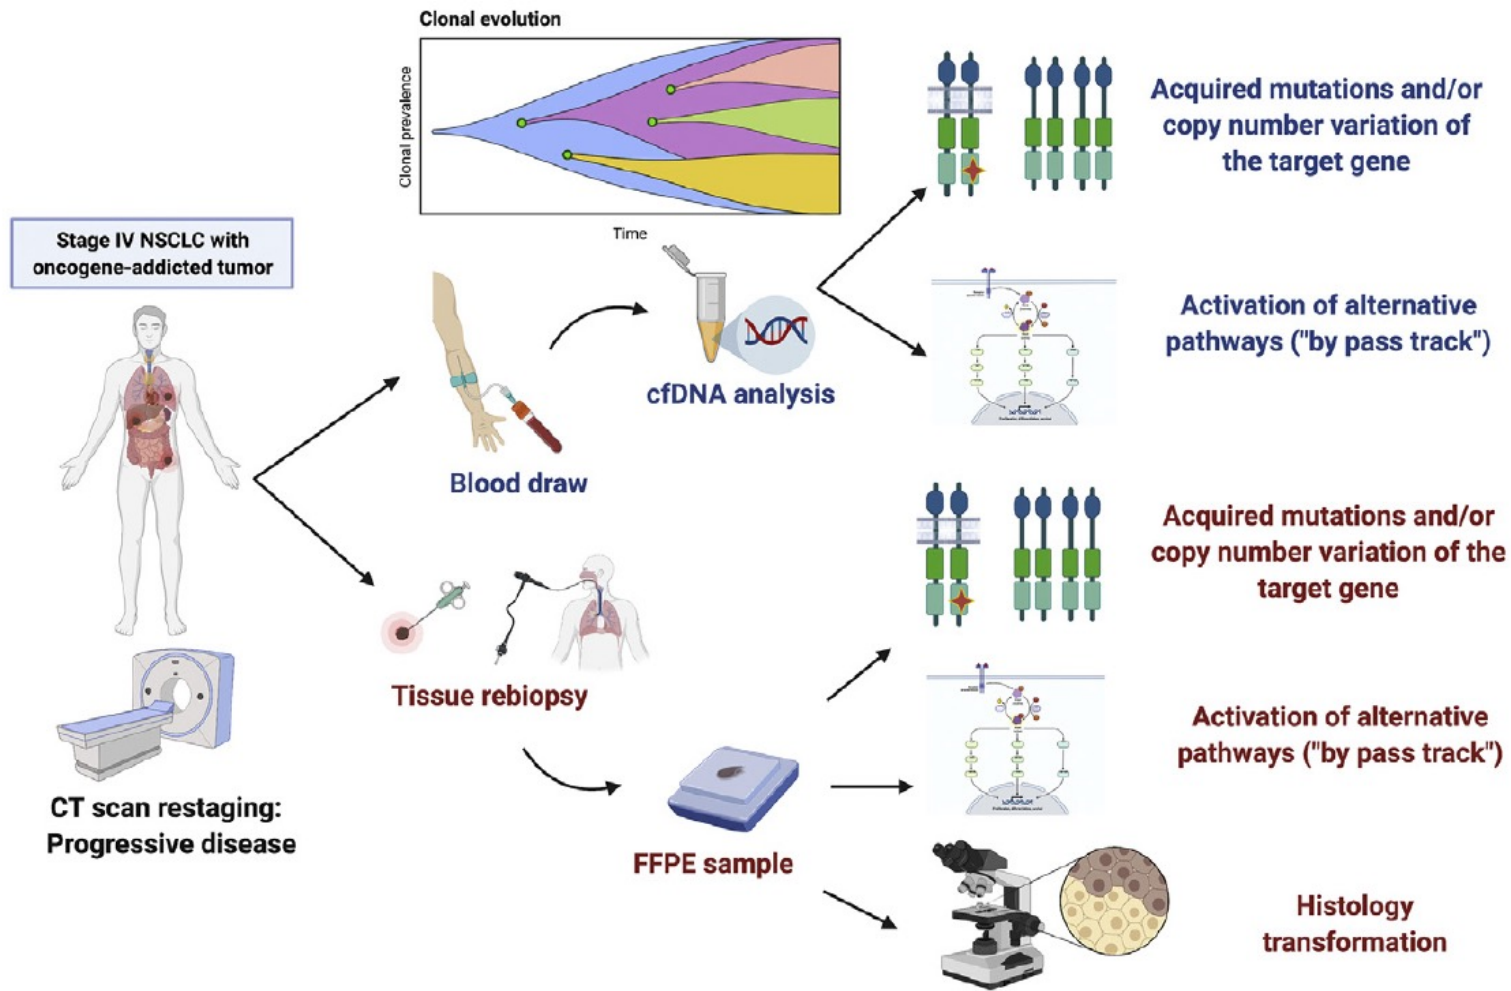 Clonal evolution
Clonal prevalence
Time
Stage IV NSCLC with
oncogene-addicted tumor
CT scan restaging:
Progressive disease
Blood draw
cfDNA analysis
Acquired mutations and/or
copy number variation of
the target gene
Activation of alternative
pathways ("by pass track")
Tissue rebiopsy
FFPE sample
Acquired mutations and/or
copy number variation of the
target gene
Activation of alternative
pathways ("by pass track")
Histology
transformation